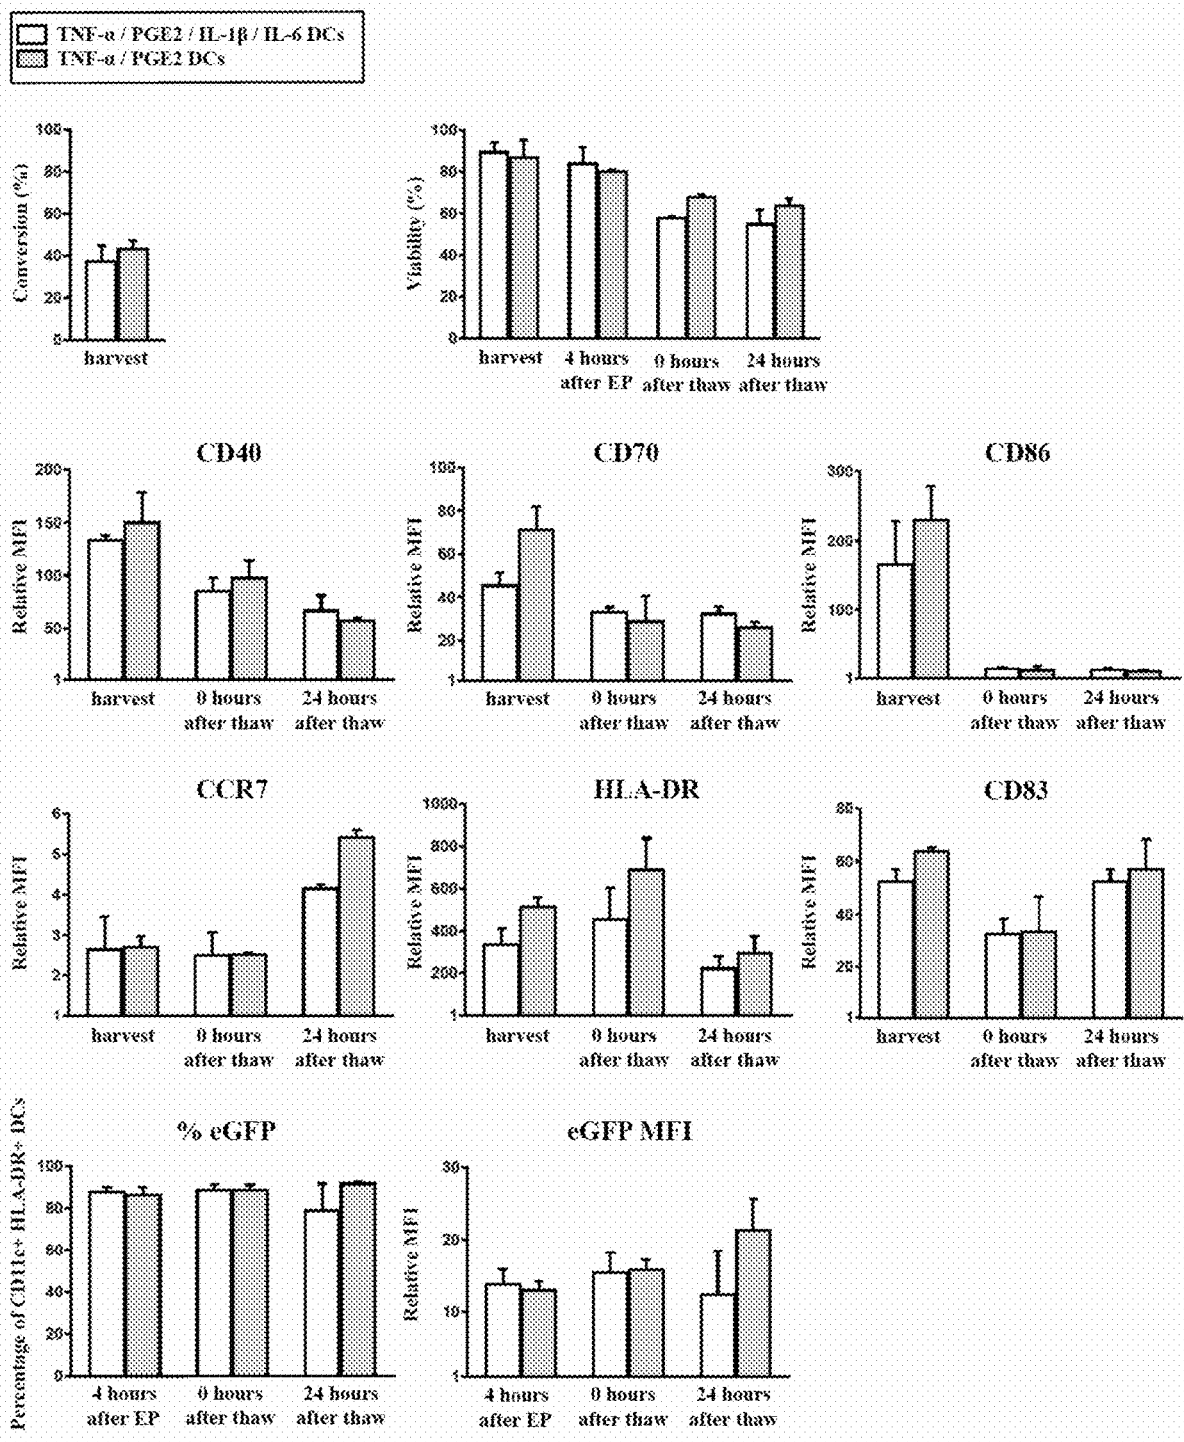 TNF-α / PGE2 / IL-1β / IL-6 DCs
TNF-α / PGE2 DCs
Conversion (%)
100
80
60
40
20
0
harvest
Viability (%)
100
80
60
40
20
0
harvest
4 hours after EP
0 hours after thaw
24 hours after thaw
CD40
Relative MFI
200
150
100
50
1
harvest
0 hours after thaw
24 hours after thaw
CD70
Relative MFI
100
80
60
40
20
1
harvest
0 hours after thaw
24 hours after thaw
CD86
Relative MFI
300
200
100
1
harvest
0 hours after thaw
24 hours after thaw
CCR7
Relative MFI
6
5
4
3
2
1
harvest
0 hours after thaw
24 hours after thaw
HLA-DR
Relative MFI
1000
800
600
400
200
1
harvest
0 hours after thaw
24 hours after thaw
CD83
Relative MFI
80
60
40
20
1
harvest
0 hours after thaw
24 hours after thaw
% eGFP
Percentage of CD11c+ HLA-DR+ DCs
100
80
60
40
20
0
4 hours after EP
0 hours after thaw
24 hours after thaw
eGFP MFI
Relative MFI
30
20
10
1
4 hours after EP
0 hours after thaw
24 hours after thaw